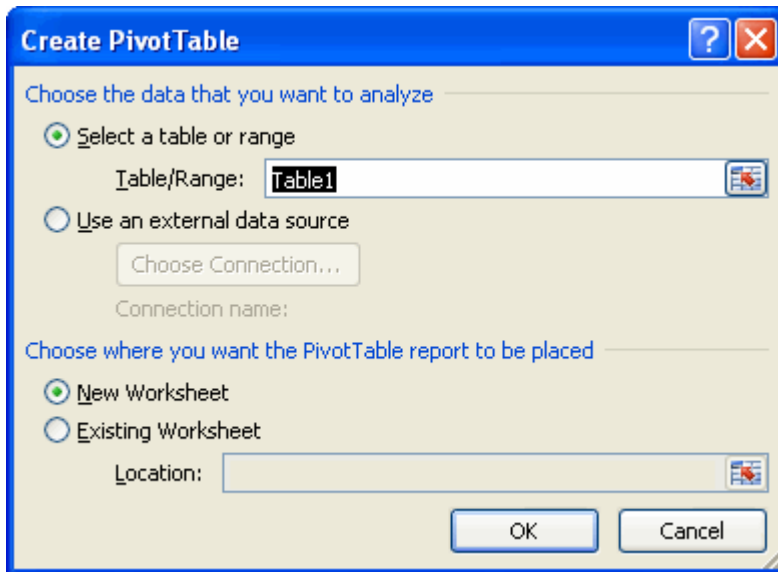 Create PivotTable
Choose the data that you want to analyze
Select a table or range
Table/Range: Table1
Use an external data source
Choose Connection...
Connection name:
Choose where you want the PivotTable report to be placed
New Worksheet
Existing Worksheet
Location:
OK Cancel